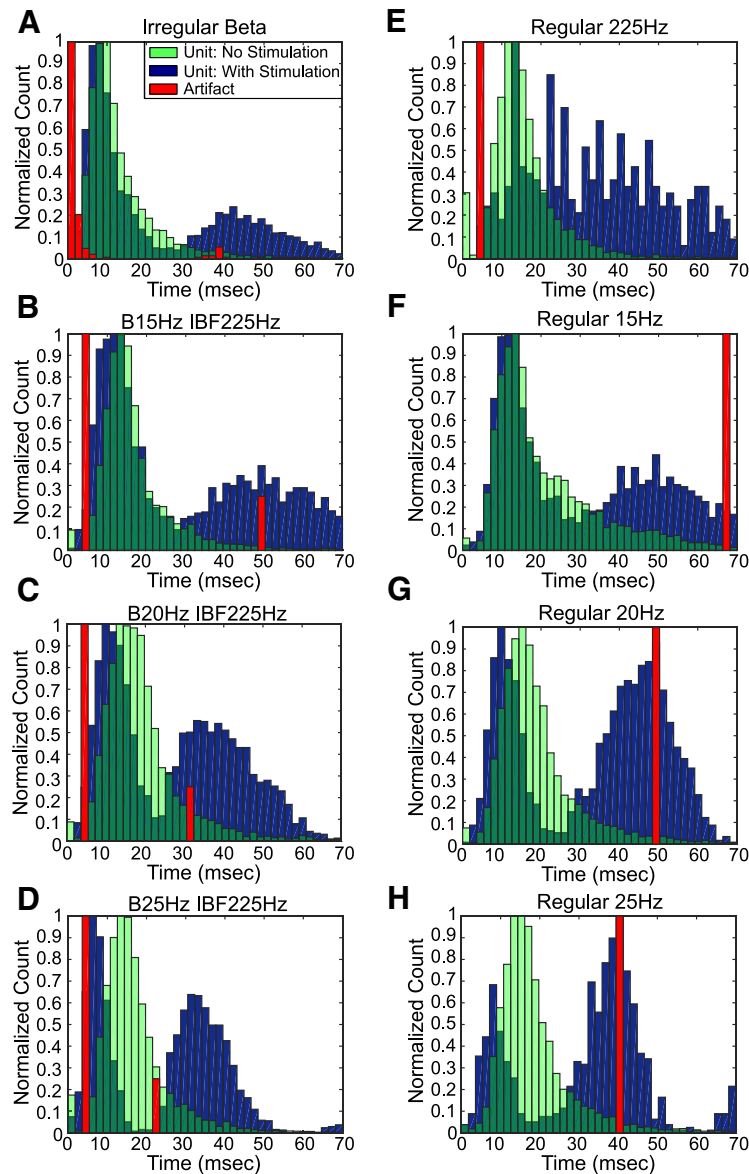 A
Irregular Beta
Unit: No Stimulation
Unit: With Stimulation
Artifact
Normalized Count
1
0.9
0.8
0.7
0.6
0.5
0.4
0.3
0.2
0.1
0
0 10 20 30 40 50 60 70
Time (msec)
B
B15Hz IBF225Hz
Normalized Count
1
0.9
0.8
0.7
0.6
0.5
0.4
0.3
0.2
0.1
0
0 10 20 30 40 50 60 70
Time (msec)
C
B20Hz IBF225Hz
Normalized Count
1
0.9
0.8
0.7
0.6
0.5
0.4
0.3
0.2
0.1
0
0 10 20 30 40 50 60 70
Time (msec)
D
B25Hz IBF225Hz
Normalized Count
1
0.9
0.8
0.7
0.6
0.5
0.4
0.3
0.2
0.1
0
0 10 20 30 40 50 60 70
Time (msec)
E
Regular 225Hz
Normalized Count
1
0.9
0.8
0.7
0.6
0.5
0.4
0.3
0.2
0.1
0
0 10 20 30 40 50 60 70
Time (msec)
F
Regular 15Hz
Normalized Count
1
0.9
0.8
0.7
0.6
0.5
0.4
0.3
0.2
0.1
0
0 10 20 30 40 50 60 70
Time (msec)
G
Regular 20Hz
Normalized Count
1
0.9
0.8
0.7
0.6
0.5
0.4
0.3
0.2
0.1
0
0 10 20 30 40 50 60 70
Time (msec)
H
Regular 25Hz
Normalized Count
1
0.9
0.8
0.7
0.6
0.5
0.4
0.3
0.2
0.1
0
0 10 20 30 40 50 60 70
Time (msec)